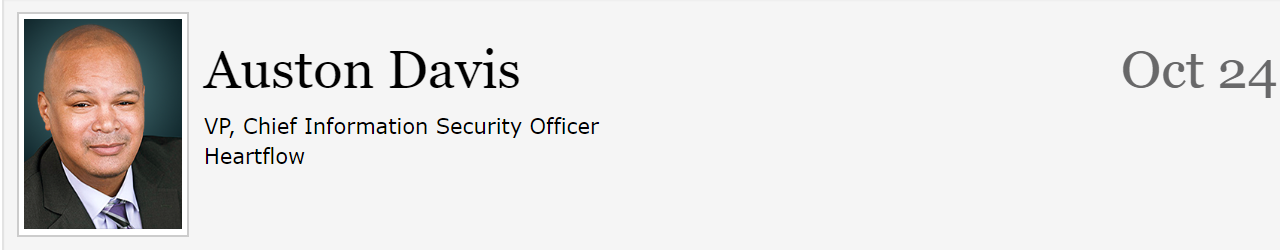 Auston Davis
Oct 24
VP, Chief Information Security Officer
Heartflow